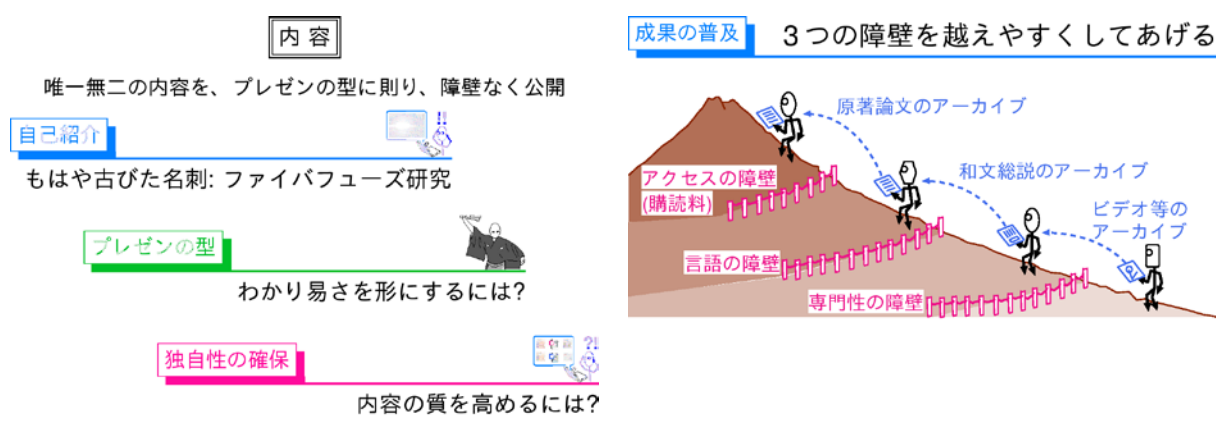 内 容
唯一無二の内容を、プレゼンの型に則り、障壁なく公開
自己紹介
もはや古びた名刺: ファイバフューズ研究
プレゼンの型
わかり易さを形にするには?
独自性の確保
内容の質を高めるには?
成果の普及
3つの障壁を越えやすくしてあげる
原著論文のアーカイブ
アクセスの障壁
(購読料)
和文総説のアーカイブ
ビデオ等の
アーカイブ
言語の障壁
専門性の障壁
!!
?!